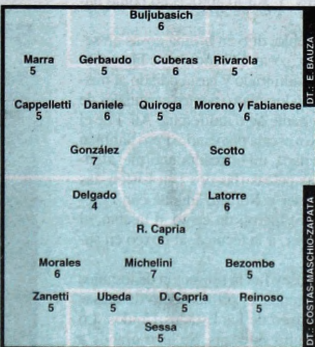 Buljubasich
6
Marra Gerbaudo Cuberas Rivarola
5 5 6 5
Cappelletti Daniele Quiroga Moreno y Fabianese
5 6 5 6
González Scotto
7 6
Delgado Latorre
4 6
R. Capria
6
Morales Michelini Bezombe
6 7 5
Zanetti Ubeda D. Capria Reinoso
5 5 5 5
Sessa
5
DT.: E. BAUZA
DT.: COSTAS-MASCHIO-ZAPATA